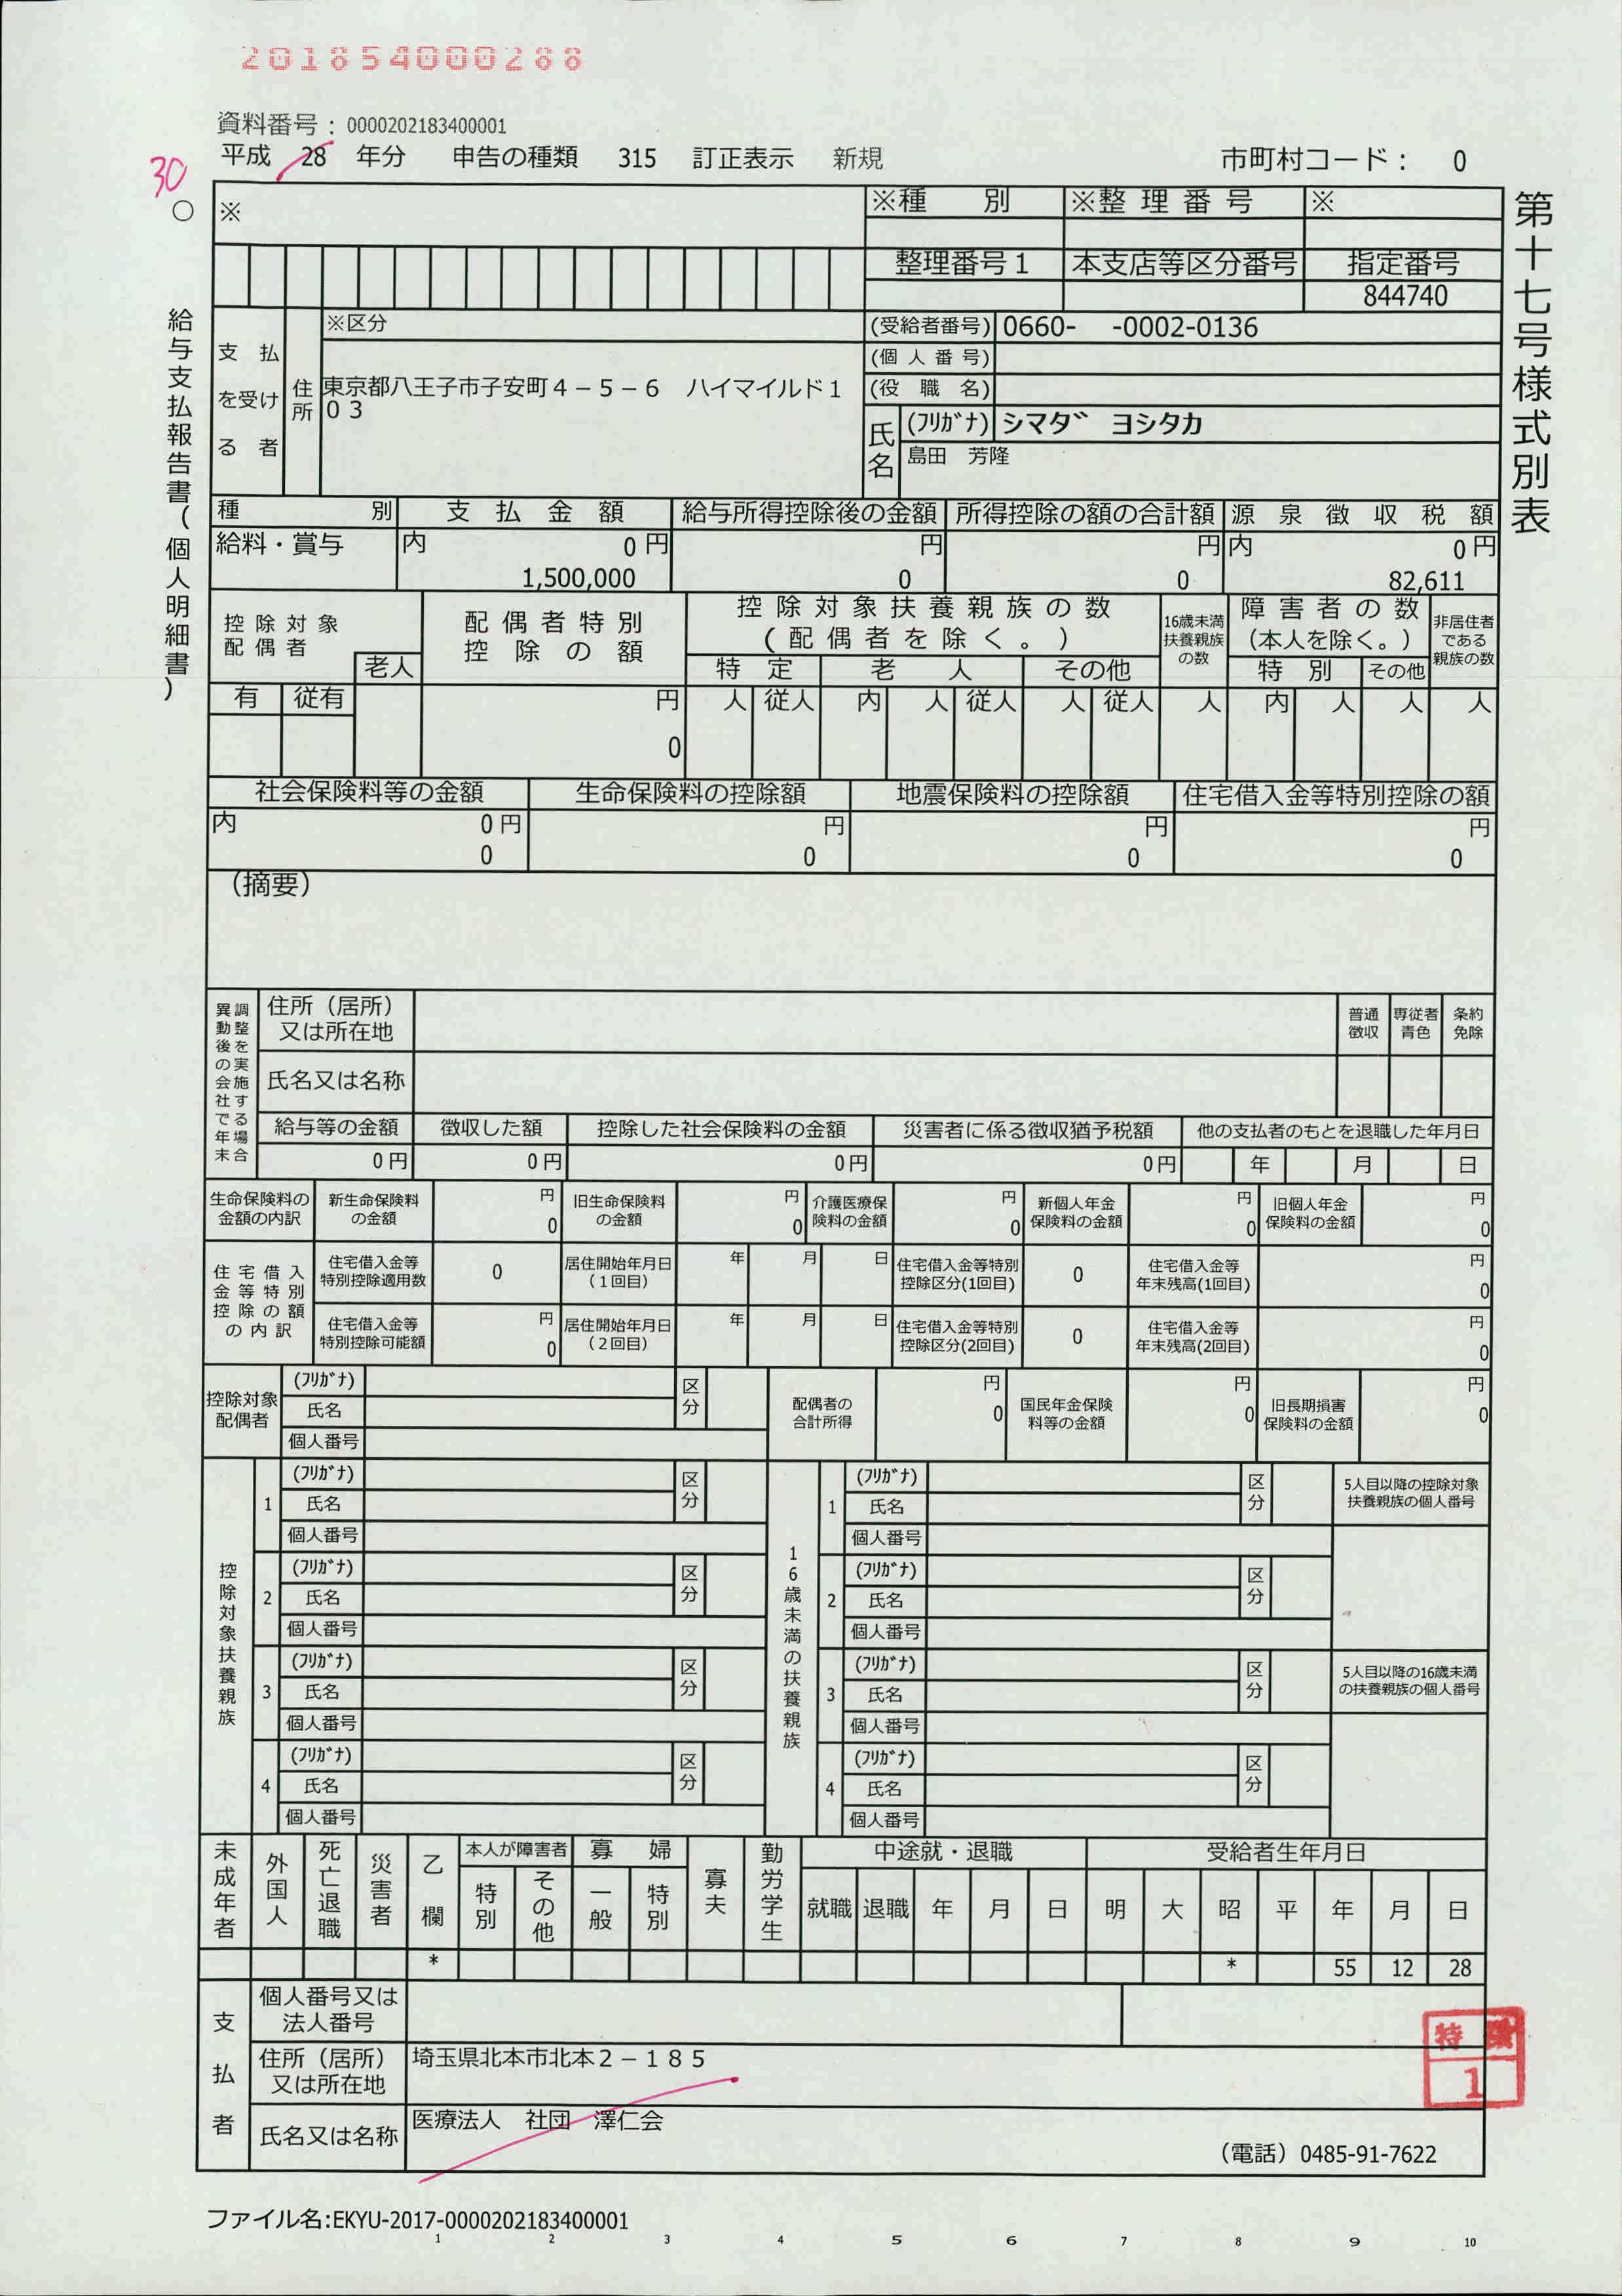 201854000288
資料番号：0000202183400001
平成 28 年分 申告の種類 315 訂正表示 新規 市町村コード： 0
30
○
第十七号様式別表
給与支払報告書(個人明細書)
※ ※種 別 ※整理番号 ※
整理番号1 本支店等区分番号 指定番号
844740
支払を受ける者 住所 ※区分
東京都八王子市子安町４－５－６ ハイマイルド１
０３
(受給者番号) 0660- -0002-0136
(個人番号)
(役職名)
氏名 (ﾌﾘｶﾞﾅ) シマダ ヨシタカ
島田 芳隆
種別 支払金額 給与所得控除後の金額 所得控除の額の合計額 源泉徴収税額
給料・賞与 内 0円 円 円 内 0円
1,500,000 0 0 82,611
控除対象配偶者 老人 配偶者特別控除の額 控除対象扶養親族の数(配偶者を除く。) 16歳未満扶養親族の数 障害者の数(本人を除く。) 非居住者である親族の数
特定 老人 その他 特別 その他
有 従有 円 人 従人 内 人 従人 人 従人 人 内 人 人 人
0
社会保険料等の金額 生命保険料の控除額 地震保険料の控除額 住宅借入金等特別控除の額
内 0円 円 円 円
0 0 0 0
(摘要)
異動後の会社で年末調整を実施する場合
住所（居所）又は所在地 普通徴収 専従者青色 条約免除
氏名又は名称
給与等の金額 徴収した額 控除した社会保険料の金額 災害者に係る徴収猶予税額 他の支払者のもとを退職した年月日
0円 0円 0円 0円 年 月 日
生命保険料の金額の内訳 新生命保険料の金額 円 0 旧生命保険料の金額 円 0 介護医療保険料の金額 円 0 新個人年金保険料の金額 円 0 旧個人年金保険料の金額 円 0
住宅借入金等特別控除の額の内訳 住宅借入金等特別控除適用数 0 居住開始年月日（1回目） 年 月 日 住宅借入金等特別控除区分(1回目) 0 住宅借入金等年末残高(1回目) 円 0
住宅借入金等特別控除可能額 円 0 居住開始年月日（2回目） 年 月 日 住宅借入金等特別控除区分(2回目) 0 住宅借入金等年末残高(2回目) 円 0
控除対象配偶者 (ﾌﾘｶﾞﾅ) 氏名 個人番号 区分 配偶者の合計所得 円 0 国民年金保険料等の金額 円 0 旧長期損害保険料の金額 円 0
控除対象扶養親族 16歳未満の扶養親族
1 (ﾌﾘｶﾞﾅ) 氏名 個人番号 区分 1 (ﾌﾘｶﾞﾅ) 氏名 個人番号 区分 5人目以降の控除対象扶養親族の個人番号
2 (ﾌﾘｶﾞﾅ) 氏名 個人番号 区分 2 (ﾌﾘｶﾞﾅ) 氏名 個人番号 区分
3 (ﾌﾘｶﾞﾅ) 氏名 個人番号 区分 3 (ﾌﾘｶﾞﾅ) 氏名 個人番号 区分 5人目以降の16歳未満の扶養親族の個人番号
4 (ﾌﾘｶﾞﾅ) 氏名 個人番号 区分 4 (ﾌﾘｶﾞﾅ) 氏名 個人番号 区分
未成年者 外国人 死亡退職 災害者 乙欄 本人が障害者 寡婦 寡夫 勤労学生 中途就・退職 受給者生年月日
特別 その他 一般 特別 就職 退職 年 月 日 明 大 昭 平 年 月 日
* * 55 12 28
支払者 個人番号又は法人番号
住所（居所）又は所在地 埼玉県北本市北本２－１８５
氏名又は名称 医療法人 社団 澤仁会
（電話）0485-91-7622
特徴
1
ファイル名:EKYU-2017-0000202183400001
1 2 3 4 5 6 7 8 9 10